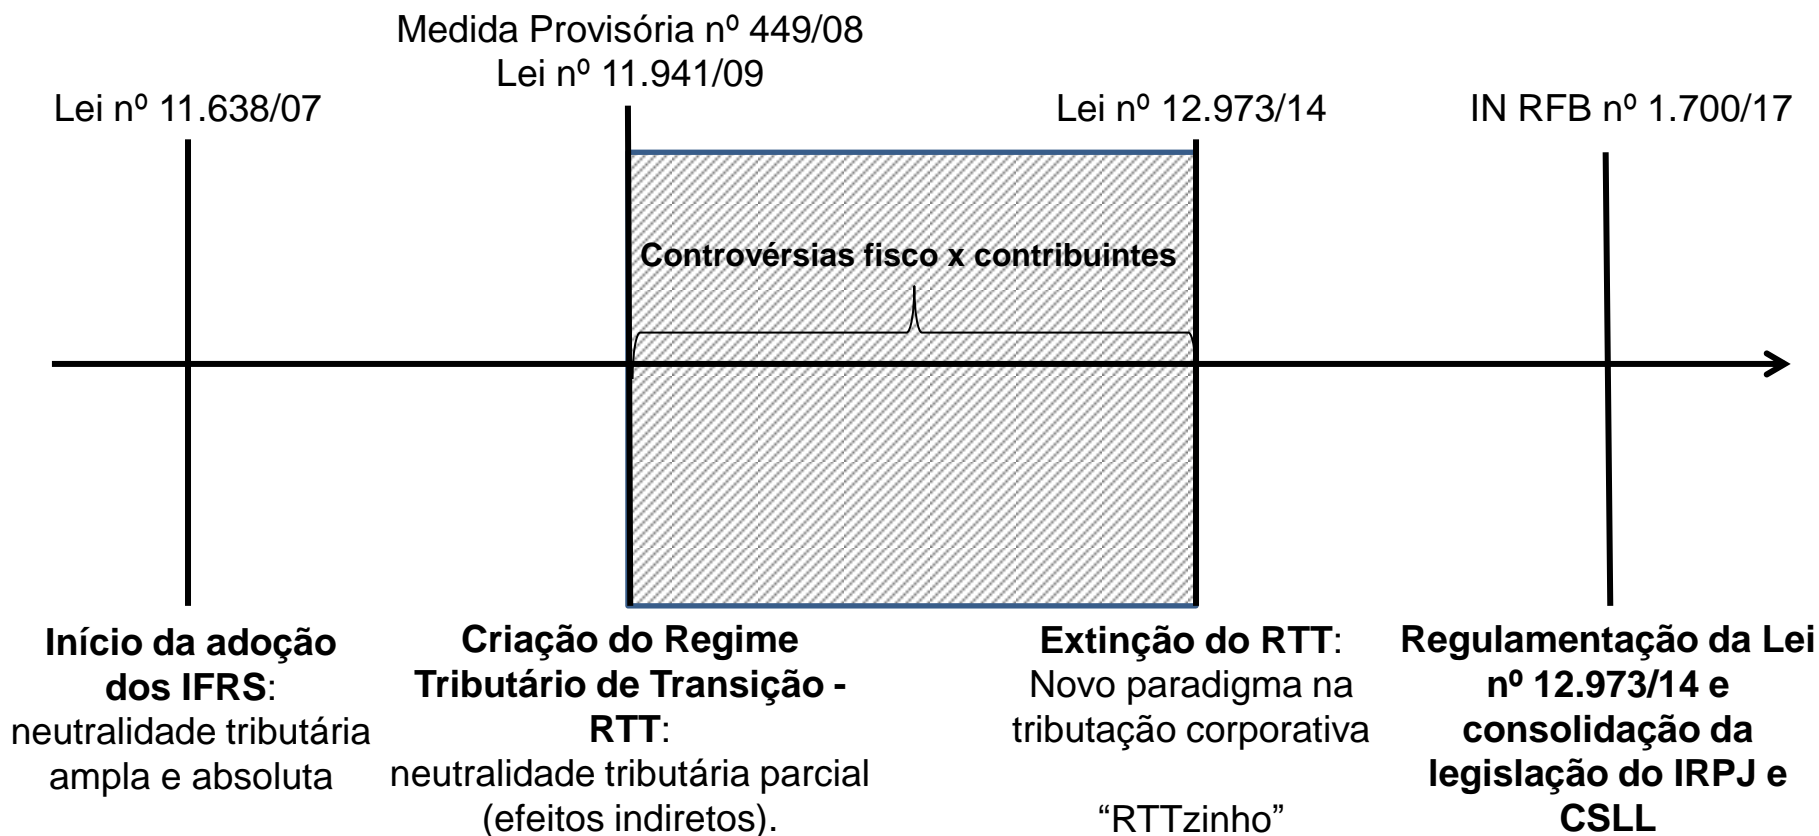 Medida Provisória nº 449/08
Lei nº 11.941/09
Lei nº 11.638/07
Lei nº 12.973/14
IN RFB nº 1.700/17
Controvérsias fisco x contribuintes
Início da adoção
dos IFRS:
neutralidade tributária
ampla e absoluta
Criação do Regime
Tributário de Transição -
RTT:
neutralidade tributária parcial
(efeitos indiretos).
Extinção do RTT:
Novo paradigma na
tributação corporativa
“RTTzinho”
Regulamentação da Lei
nº 12.973/14 e
consolidação da
legislação do IRPJ e
CSLL